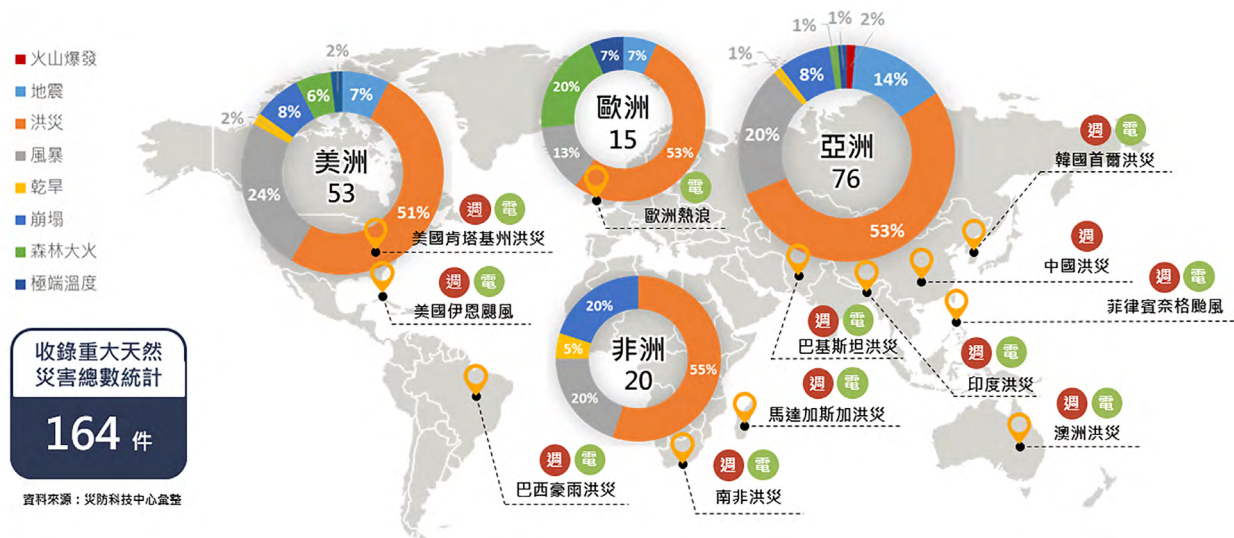 火山爆發
地震
洪災
風暴
乾旱
崩塌
森林大火
極端溫度
收錄重大天然
災害總數統計
164 件
資料來源：災防科技中心彙整
2%
7%
6%
8%
2%
24%
51%
美洲
53
週 電
美國肯塔基州洪災
週 電
美國伊恩颶風
7%
7%
20%
13%
53%
歐洲
15
電
歐洲熱浪
1%
1%
2%
1%
8%
14%
20%
53%
亞洲
76
週 電
韓國首爾洪災
週
中國洪災
週 電
菲律賓奈格颱風
週 電
巴基斯坦洪災
週 電
印度洪災
20%
5%
20%
55%
非洲
20
週 電
馬達加斯加洪災
週 電
澳洲洪災
週 電
巴西豪雨洪災
週 電
南非洪災